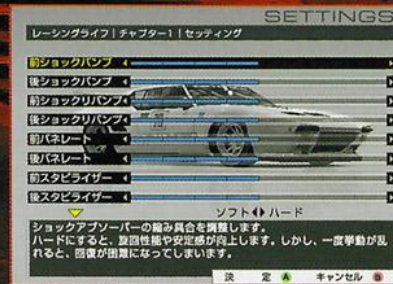 SETTINGS
レーシングライフ|チャプター1|セッティング
前ショックバンプ
後ショックバンプ
前ショックリバンプ
後ショックリバンプ
前バネレート
後バネレート
前スタビライザー
後スタビライザー
ソフト ハード
ショックアブソーバーの縮み具合を調整します。
ハードにすると、旋回性能や安定感が向上します。しかし、一度挙動が乱
れると、回復が困難になってしまいます。
決 定 A キャンセル B